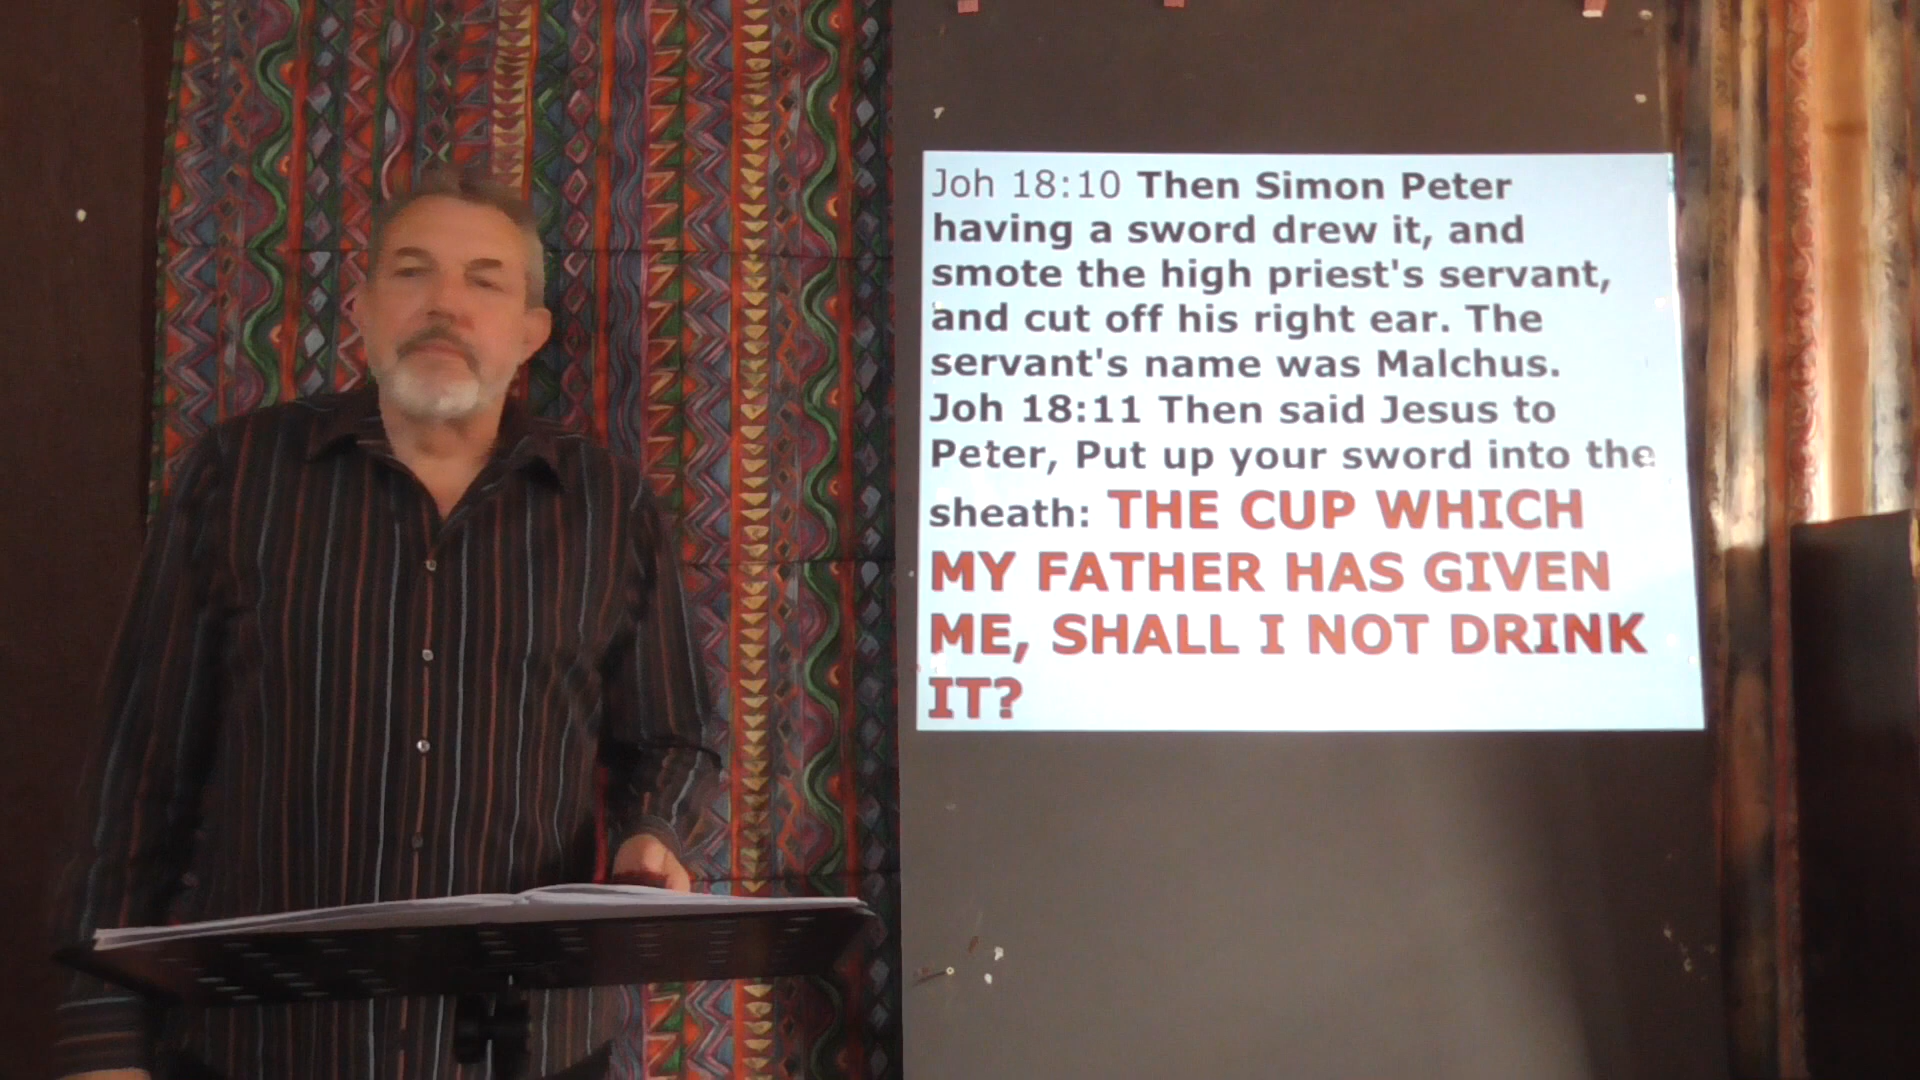 Joh 18:10 Then Simon Peter
having a sword drew it, and
smote the high priest's servant,
and cut off his right ear. The
servant's name was Malchus.
Joh 18:11 Then said Jesus to
Peter, Put up your sword into the
sheath: THE CUP WHICH
MY FATHER HAS GIVEN
ME, SHALL I NOT DRINK
IT?